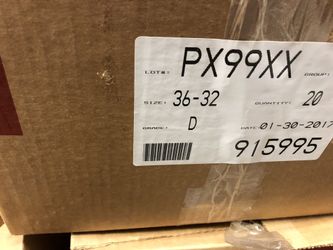 LOT#: PX99XX GROUP:
SIZE: 36-32 QUANTITY: 20
GRADE: D DATE: 01-30-2017
915995